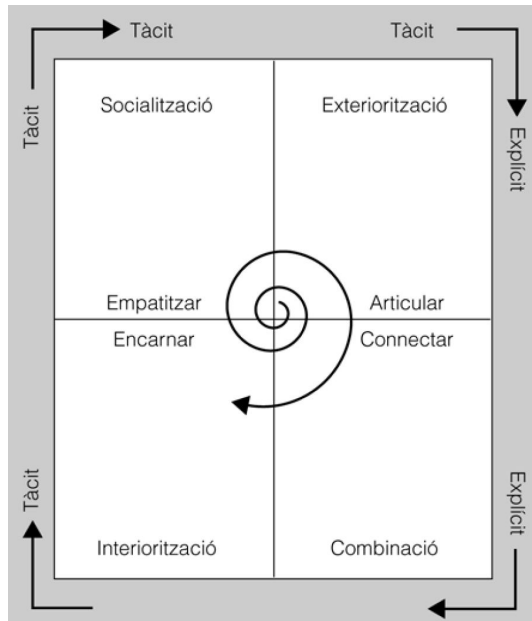 Tàcit
Tàcit
Tàcit
Explícit
Socialització
Exteriorització
Empatitzar
Articular
Encarnar
Connectar
Tàcit
Explícit
Interiorització
Combinació